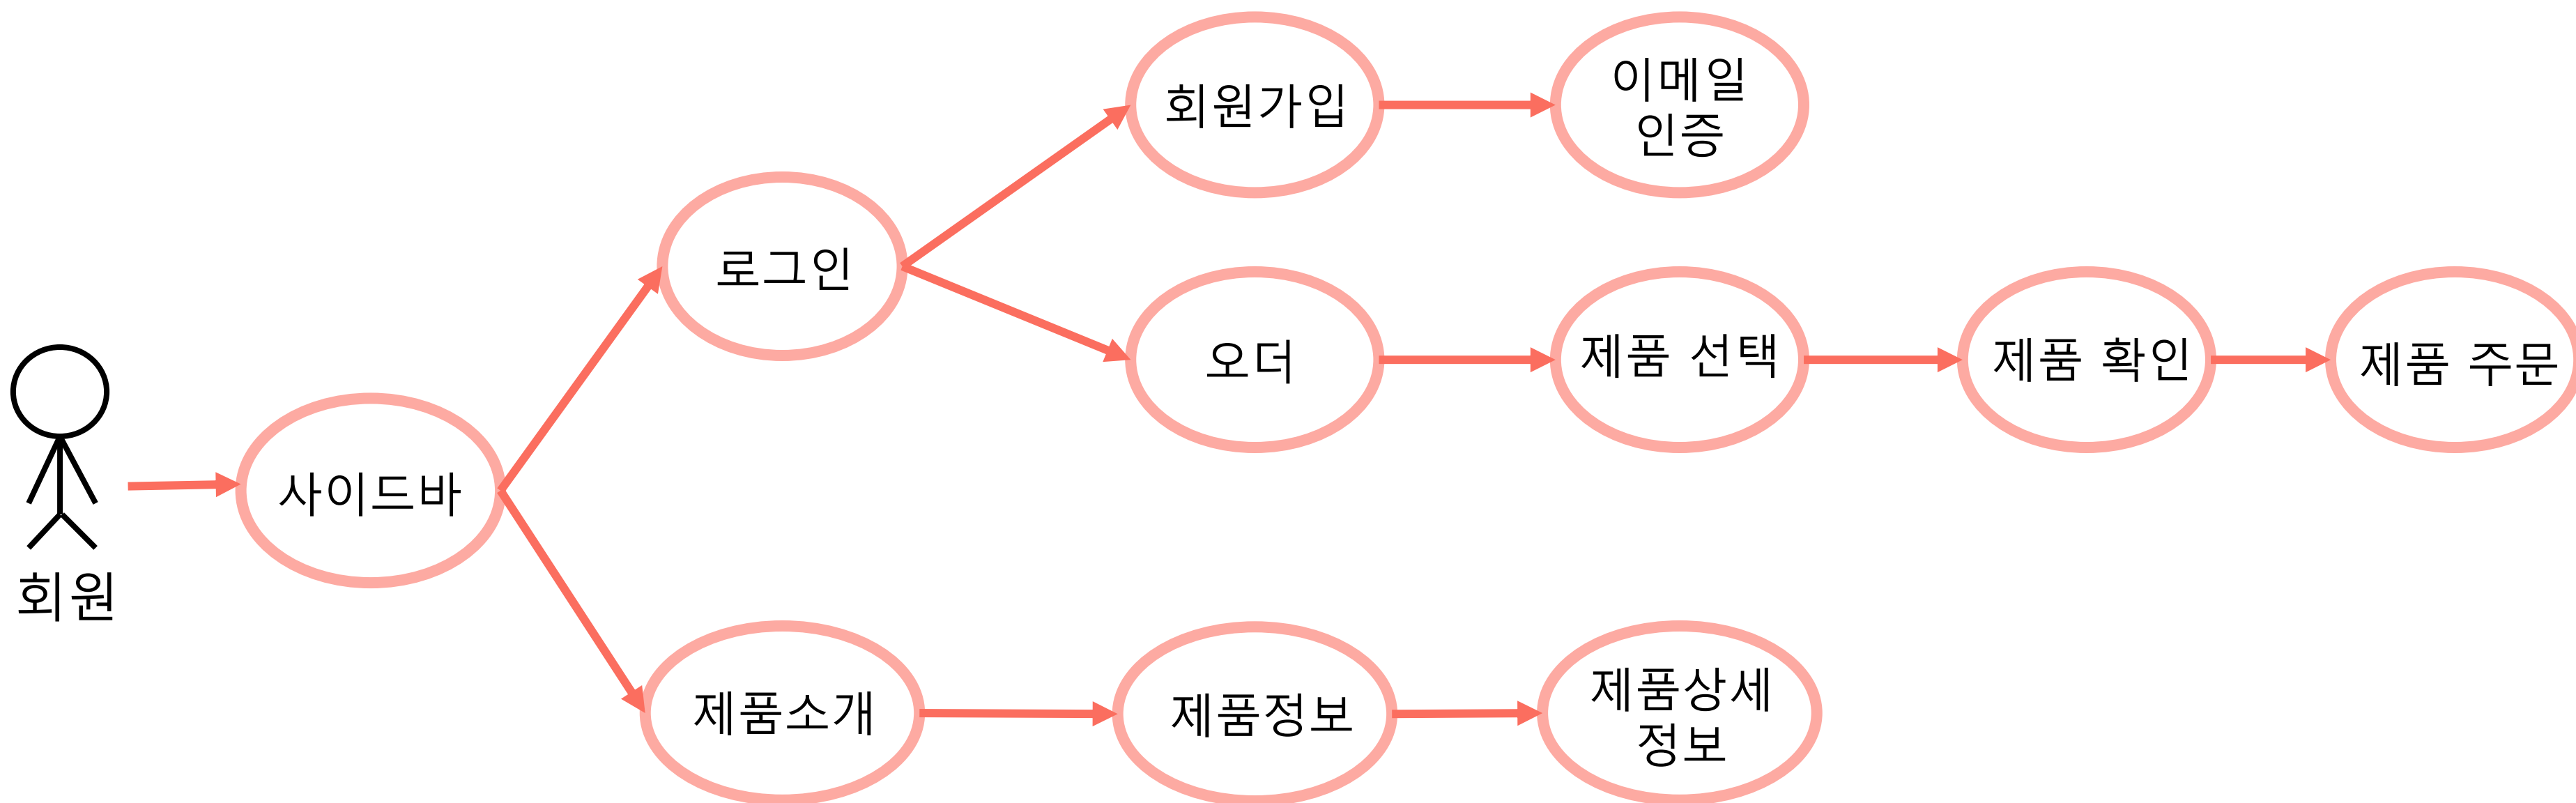 회원
사이드바
로그인
회원가입
이메일
인증
오더
제품 선택
제품 확인
제품 주문
제품소개
제품정보
제품상세
정보